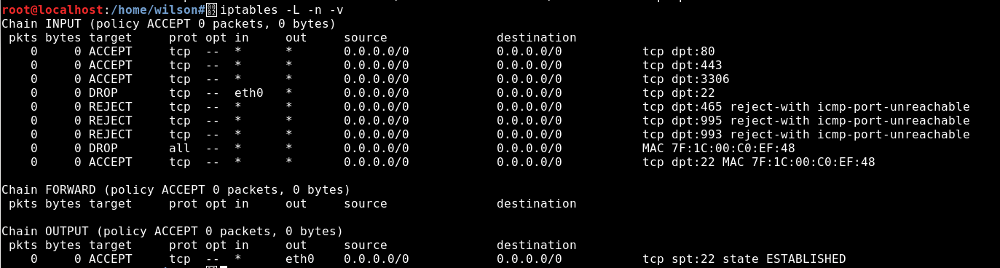 root@localhost:/home/wilson# iptables -L -n -v
Chain INPUT (policy ACCEPT 0 packets, 0 bytes)
 pkts bytes target     prot opt in     out     source               destination
    0     0 ACCEPT     tcp  --  *      *       0.0.0.0/0            0.0.0.0/0           tcp dpt:80
    0     0 ACCEPT     tcp  --  *      *       0.0.0.0/0            0.0.0.0/0           tcp dpt:443
    0     0 ACCEPT     tcp  --  *      *       0.0.0.0/0            0.0.0.0/0           tcp dpt:3306
    0     0 DROP       tcp  --  eth0   *       0.0.0.0/0            0.0.0.0/0           tcp dpt:22
    0     0 REJECT     tcp  --  *      *       0.0.0.0/0            0.0.0.0/0           tcp dpt:465 reject-with icmp-port-unreachable
    0     0 REJECT     tcp  --  *      *       0.0.0.0/0            0.0.0.0/0           tcp dpt:995 reject-with icmp-port-unreachable
    0     0 REJECT     tcp  --  *      *       0.0.0.0/0            0.0.0.0/0           tcp dpt:993 reject-with icmp-port-unreachable
    0     0 DROP       all  --  *      *       0.0.0.0/0            0.0.0.0/0           MAC 7F:1C:00:C0:EF:48
    0     0 ACCEPT     tcp  --  *      *       0.0.0.0/0            0.0.0.0/0           tcp dpt:22 MAC 7F:1C:00:C0:EF:48
Chain FORWARD (policy ACCEPT 0 packets, 0 bytes)
 pkts bytes target     prot opt in     out     source               destination
Chain OUTPUT (policy ACCEPT 0 packets, 0 bytes)
 pkts bytes target     prot opt in     out     source               destination
    0     0 ACCEPT     tcp  --  *      eth0    0.0.0.0/0            0.0.0.0/0           tcp spt:22 state ESTABLISHED